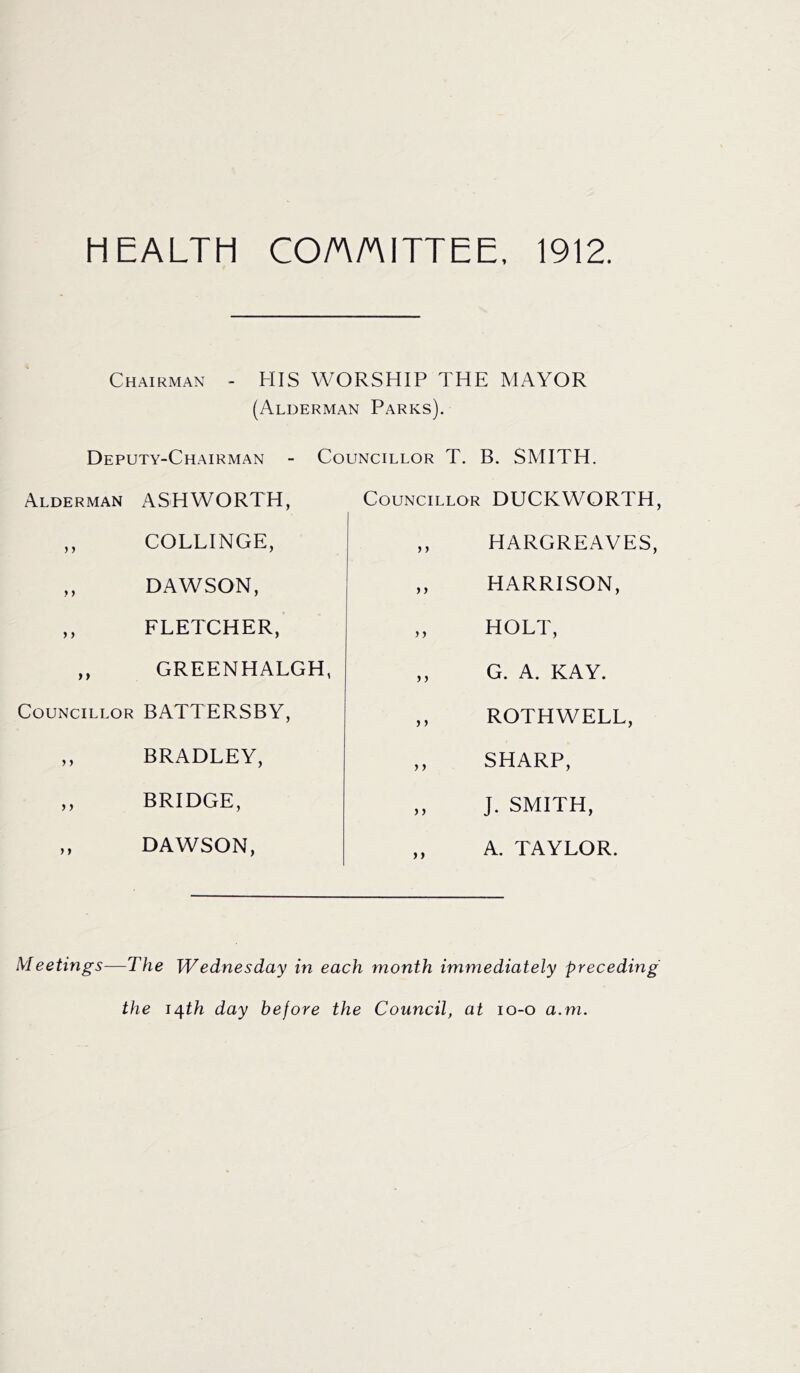 HEALTH COMMITTEE, 1912.
Chairman - HIS WORSHIP THE MAYOR
(Alderman Parks).
Deputy-Chairman - Councillor T. B. SMITH.
Alderman ASHWORTH,
,, COLLINGE,
,, DAWSON,
,, FLETCHER,
,, GREENHALGH,
Councillor BATTERSBY,
,, BRADLEY,
,, BRIDGE,
,, DAWSON,
Councillor DUCKWORTH,
,, HARGREAVES,
,, HARRISON,
,, HOLT,
,, G. A. KAY.
,, ROTHWELL,
,, SHARP,
,, J. SMITH,
,, A. TAYLOR.
Meetings—The Wednesday in each month immediately preceding
the 14th day before the Council, at 10-0 a.m.